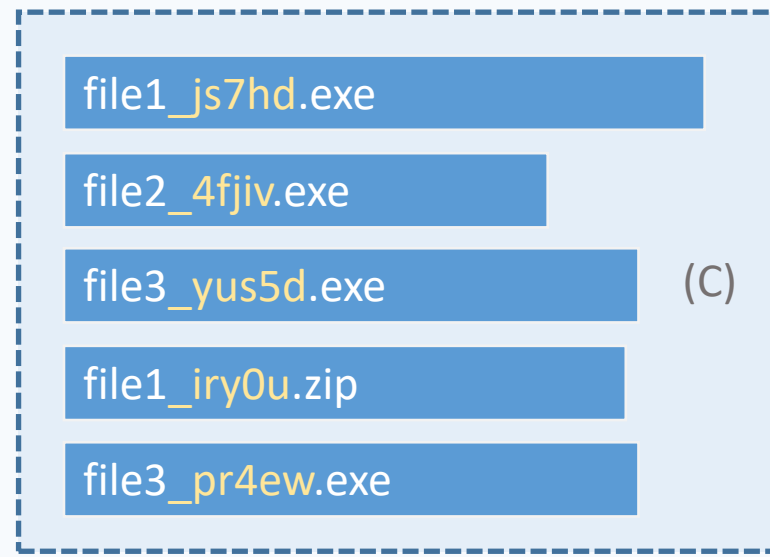 file1_js7hd.exe
file2_4fjiv.exe
file3_yus5d.exe
(C)
file1_iry0u.zip
file3_pr4ew.exe